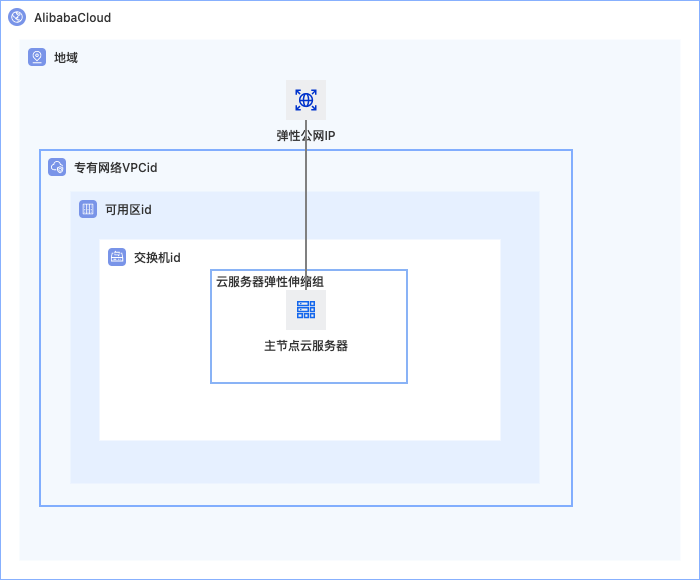 AlibabaCloud
地域
弹性公网IP
专有网络VPCid
可用区id
交换机id
云服务器弹性伸缩组
主节点云服务器